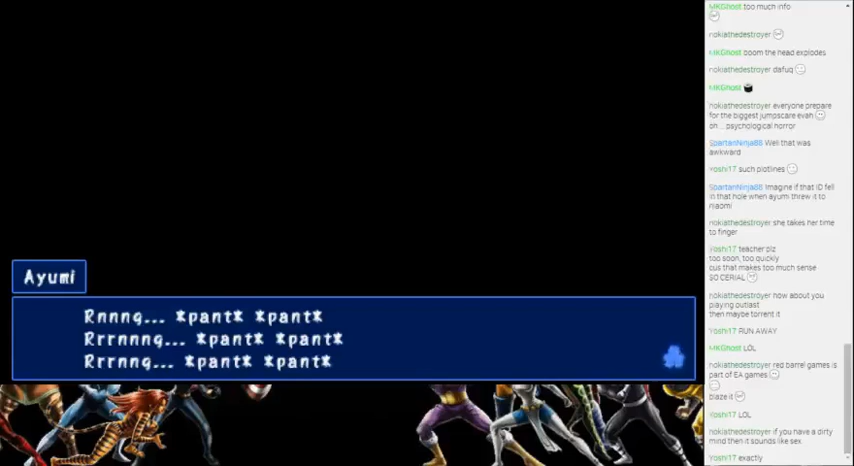 Ayumi
Rnnng... *pant* *pant*
Rrrnnng... *pant* *pant*
Rrrnng... *pant* *pant*
MKGhost too much info
nokiathedestroyer
MKGhost boom the head explodes
nokiathedestroyer dafuq
MKGhost
nokiathedestroyer everyone prepare
for the biggest jumpscare evah
oh... psychological horror
SpartanNinja88 Well that was
awkward
Yoshi17 such plotlines
SpartanNinja88 Imagine if that ID fell
in that hole when ayumi threw it to
niaomi
nokiathedestroyer she takes her time
to finger
Yoshi17 teacher plz
too soon, too quickly
cus that makes too much sense
SO CERIAL
nokiathedestroyer how about you
playing outlast
then maybe torrent it
Yoshi17 RUN AWAY
MKGhost LOL
nokiathedestroyer red barrel games is
part of EA games
blaze it
Yoshi17 LOL
nokiathedestroyer if you have a dirty
mind then it sounds like sex
Yoshi17 exactly